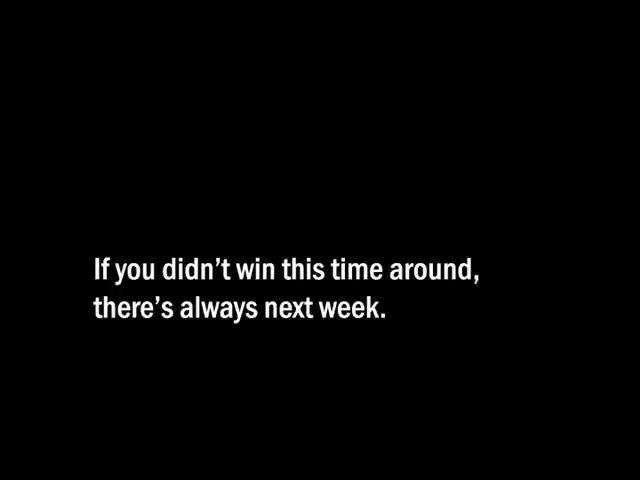 If you didn’t win this time around,
there’s always next week.